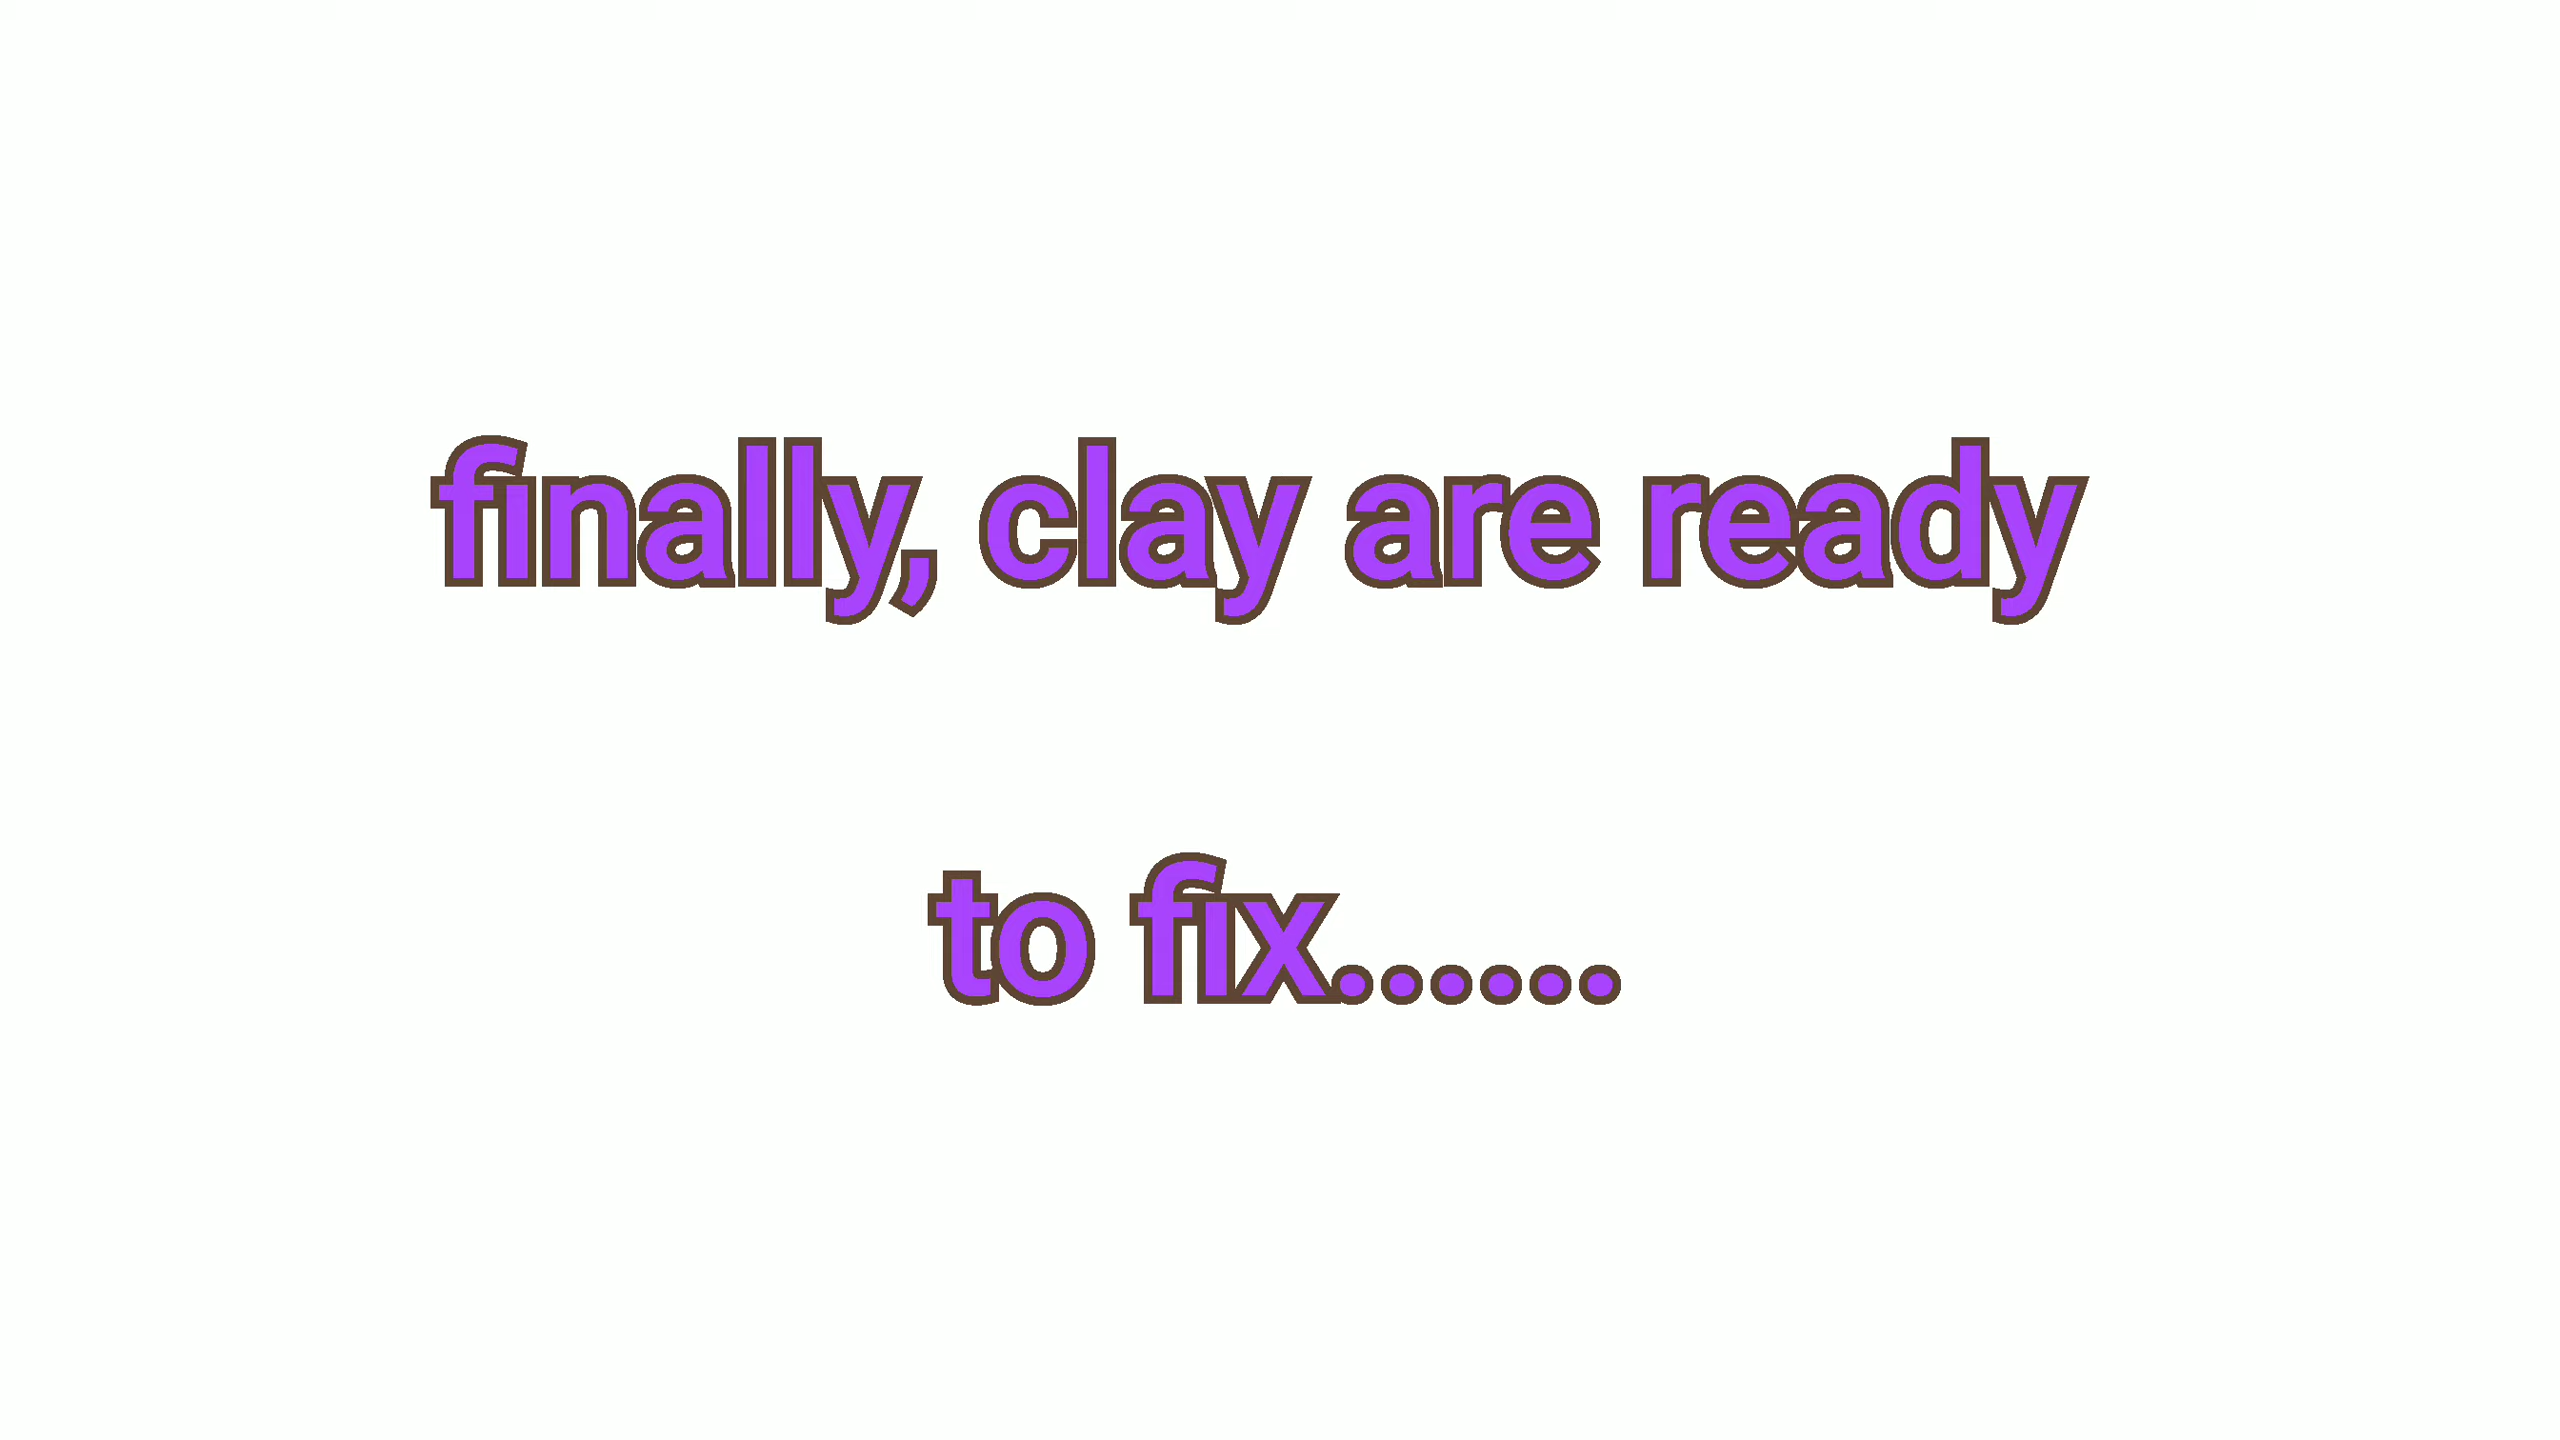 finally, clay are ready
to fix......